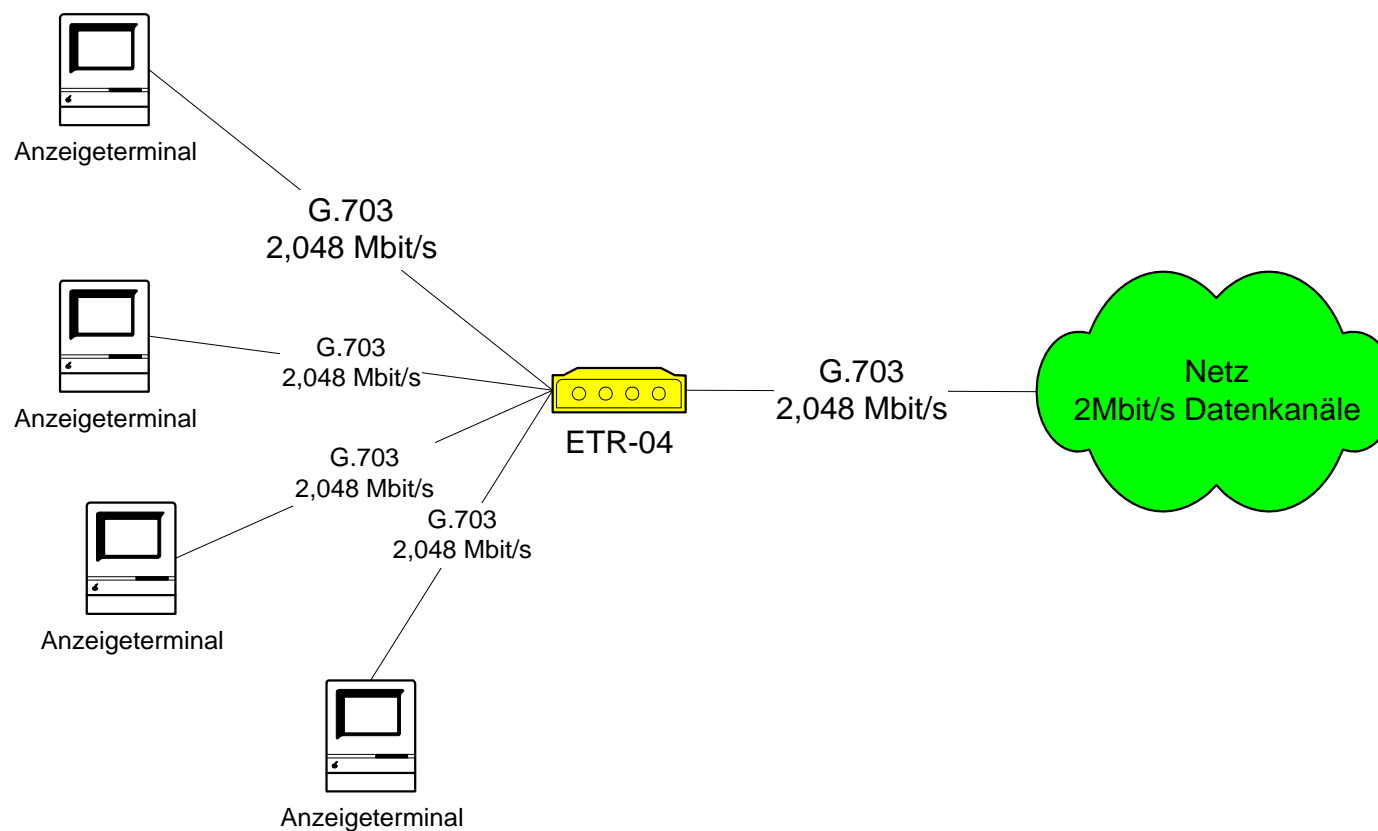 Anzeigeterminal
G.703
2,048 Mbit/s
Anzeigeterminal
G.703
2,048 Mbit/s
ETR-04
G.703
2,048 Mbit/s
Netz
2Mbit/s Datenkanäle
G.703
2,048 Mbit/s
Anzeigeterminal
G.703
2,048 Mbit/s
Anzeigeterminal